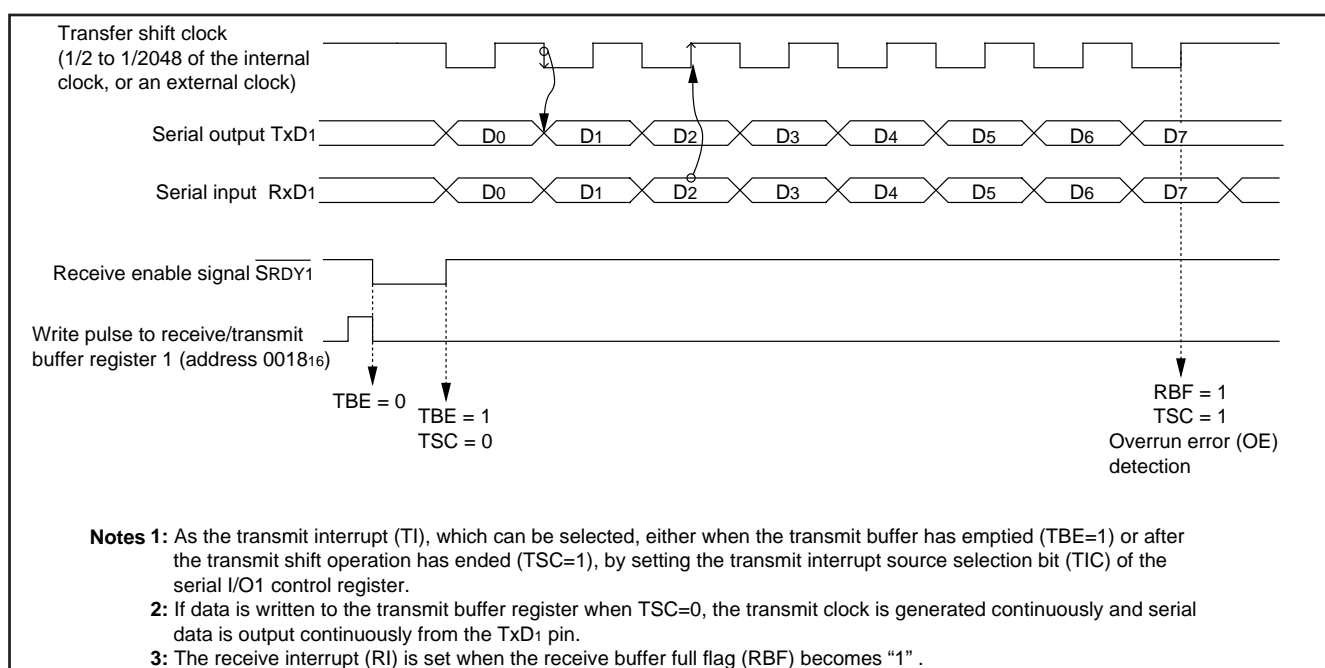 Transfer shift clock
(1/2 to 1/2048 of the internal
clock, or an external clock)
Serial output TxD1
D0 D1 D2 D3 D4 D5 D6 D7
Serial input RxD1
D0 D1 D2 D3 D4 D5 D6 D7
Receive enable signal SRDY1
Write pulse to receive/transmit
buffer register 1 (address 001816)
TBE = 0
TBE = 1
TSC = 0
RBF = 1
TSC = 1
Overrun error (OE)
detection
Notes 1: As the transmit interrupt (TI), which can be selected, either when the transmit buffer has emptied (TBE=1) or after
the transmit shift operation has ended (TSC=1), by setting the transmit interrupt source selection bit (TIC) of the
serial I/O1 control register.
2: If data is written to the transmit buffer register when TSC=0, the transmit clock is generated continuously and serial
data is output continuously from the TxD1 pin.
3: The receive interrupt (RI) is set when the receive buffer full flag (RBF) becomes “1” .